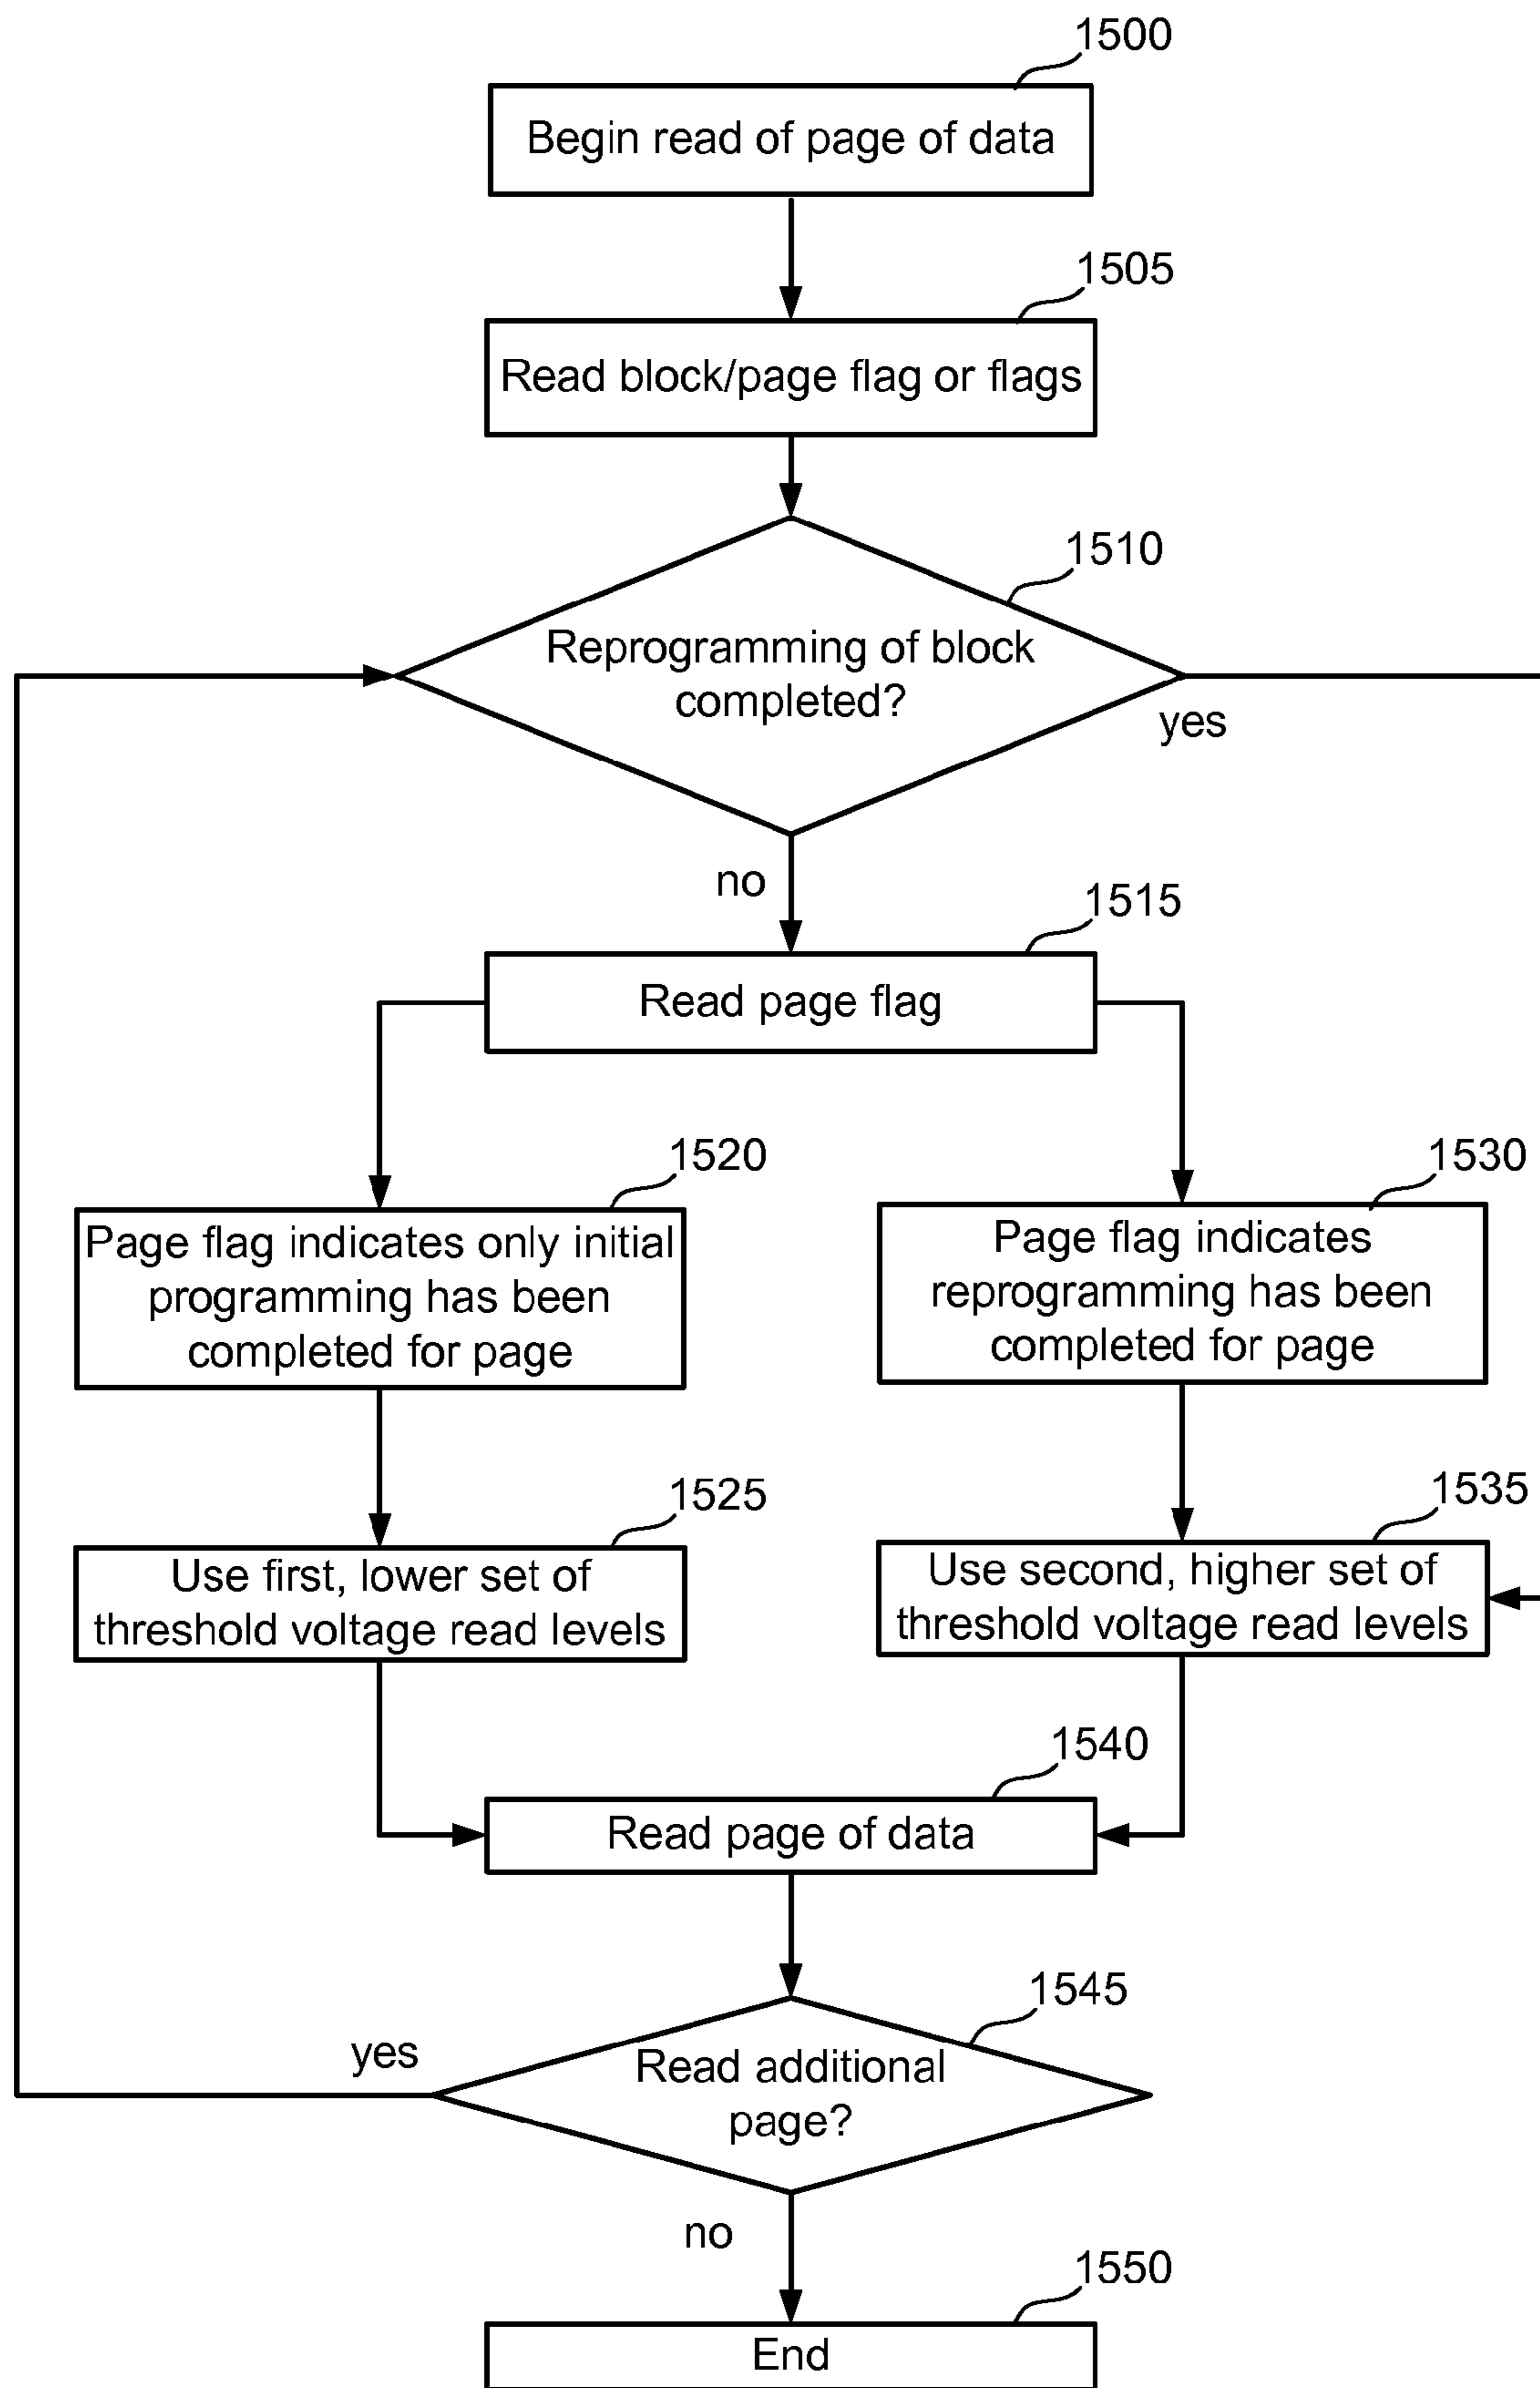 1500
Begin read of page of data
1505
Read block/page flag or flags
1510
Reprogramming of block
completed?
yes
no
1515
Read page flag
1520
Page flag indicates only initial
programming has been
completed for page
1530
Page flag indicates
reprogramming has been
completed for page
1525
Use first, lower set of
threshold voltage read levels
1535
Use second, higher set of
threshold voltage read levels
1540
Read page of data
1545
Read additional
page?
yes
no
1550
End